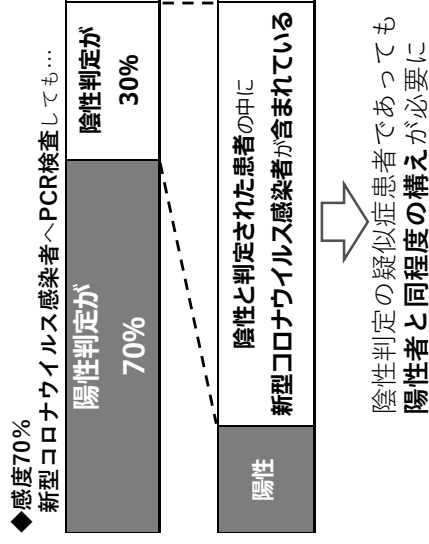 ◆感度70%
新型コロナウイルス感染者へPCR検査しても…
陽性判定が
70%
陰性判定が
30%
陽性
陰性と判定された患者の中に
新型コロナウイルス感染者が含まれている
陰性判定の疑似症患者であっても
陽性者と同程度の構えが必要に